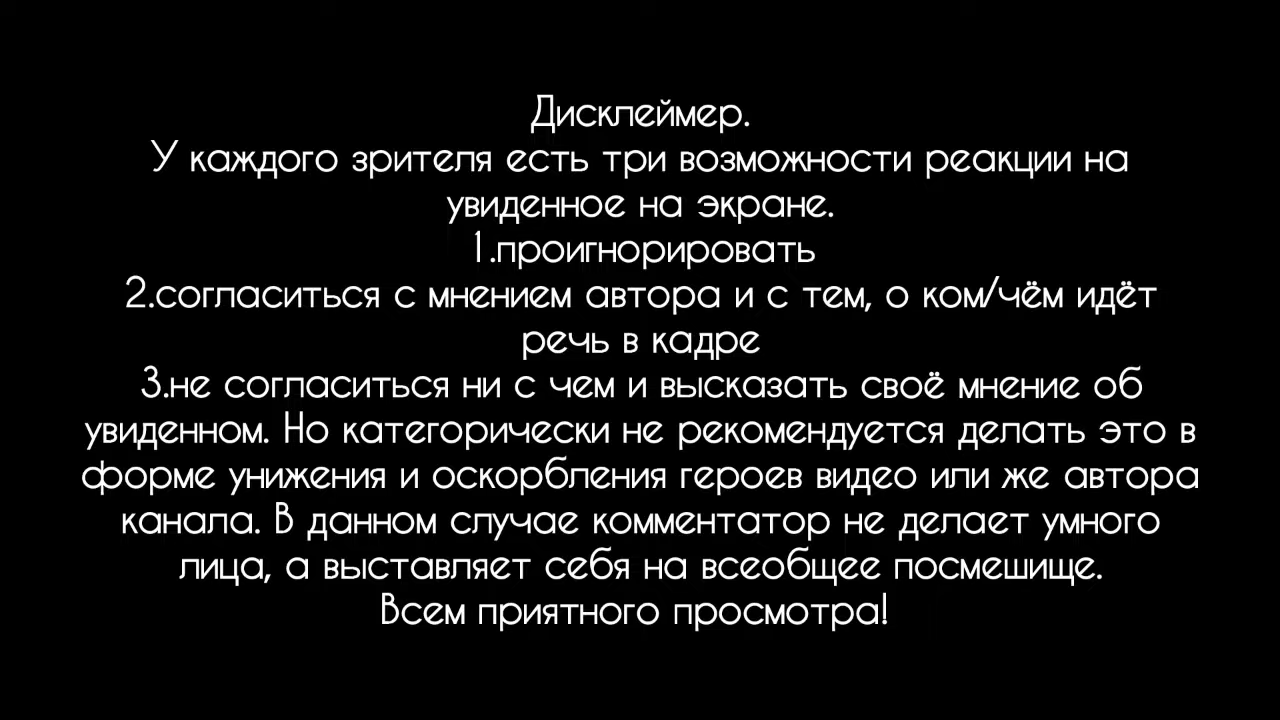 Дисклеймер.
У каждого зрителя есть три возможности реакции на
увиденное на экране.
1.проигнорировать
2.согласиться с мнением автора и с тем, о ком/чём идёт
речь в кадре
3.не согласиться ни с чем и высказать своё мнение об
увиденном. Но категорически не рекомендуется делать это в
форме унижения и оскорбления героев видео или же автора
канала. В данном случае комментатор не делает умного
лица, а выставляет себя на всеобщее посмешище.
Всем приятного просмотра!